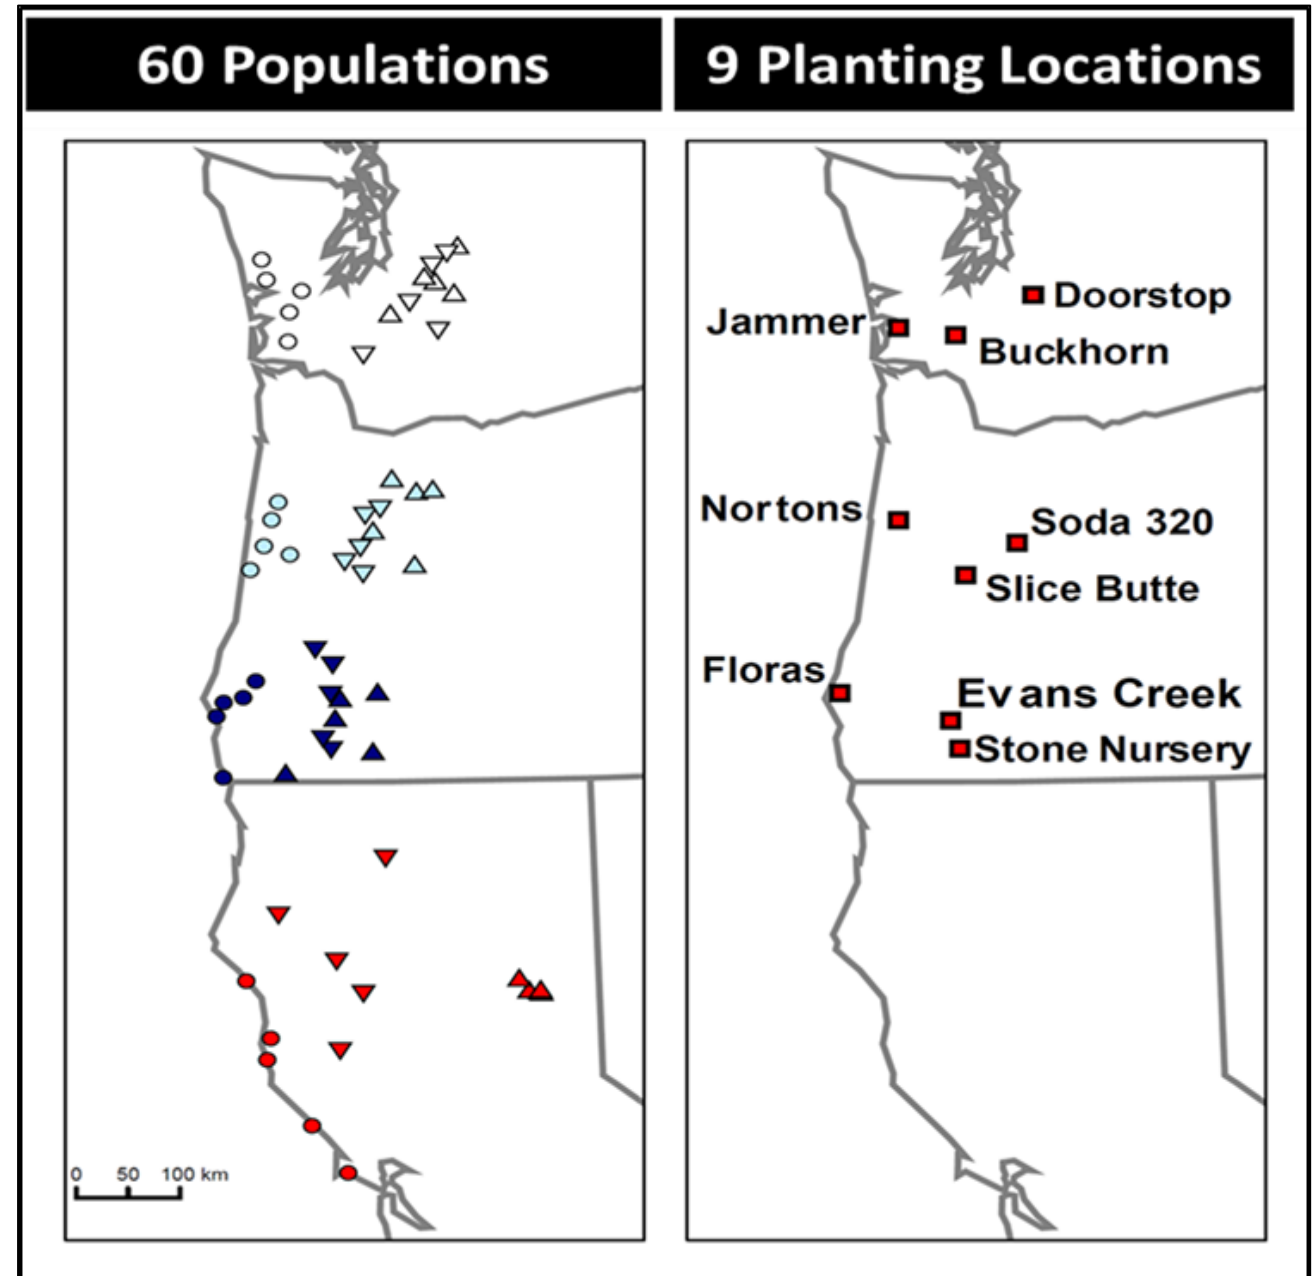 60 Populations
9 Planting Locations
Doorstop
Jammer
Buckhorn
Nortons
Soda 320
Slice Butte
Floras
Evans Creek
Stone Nursery
0 50 100 km